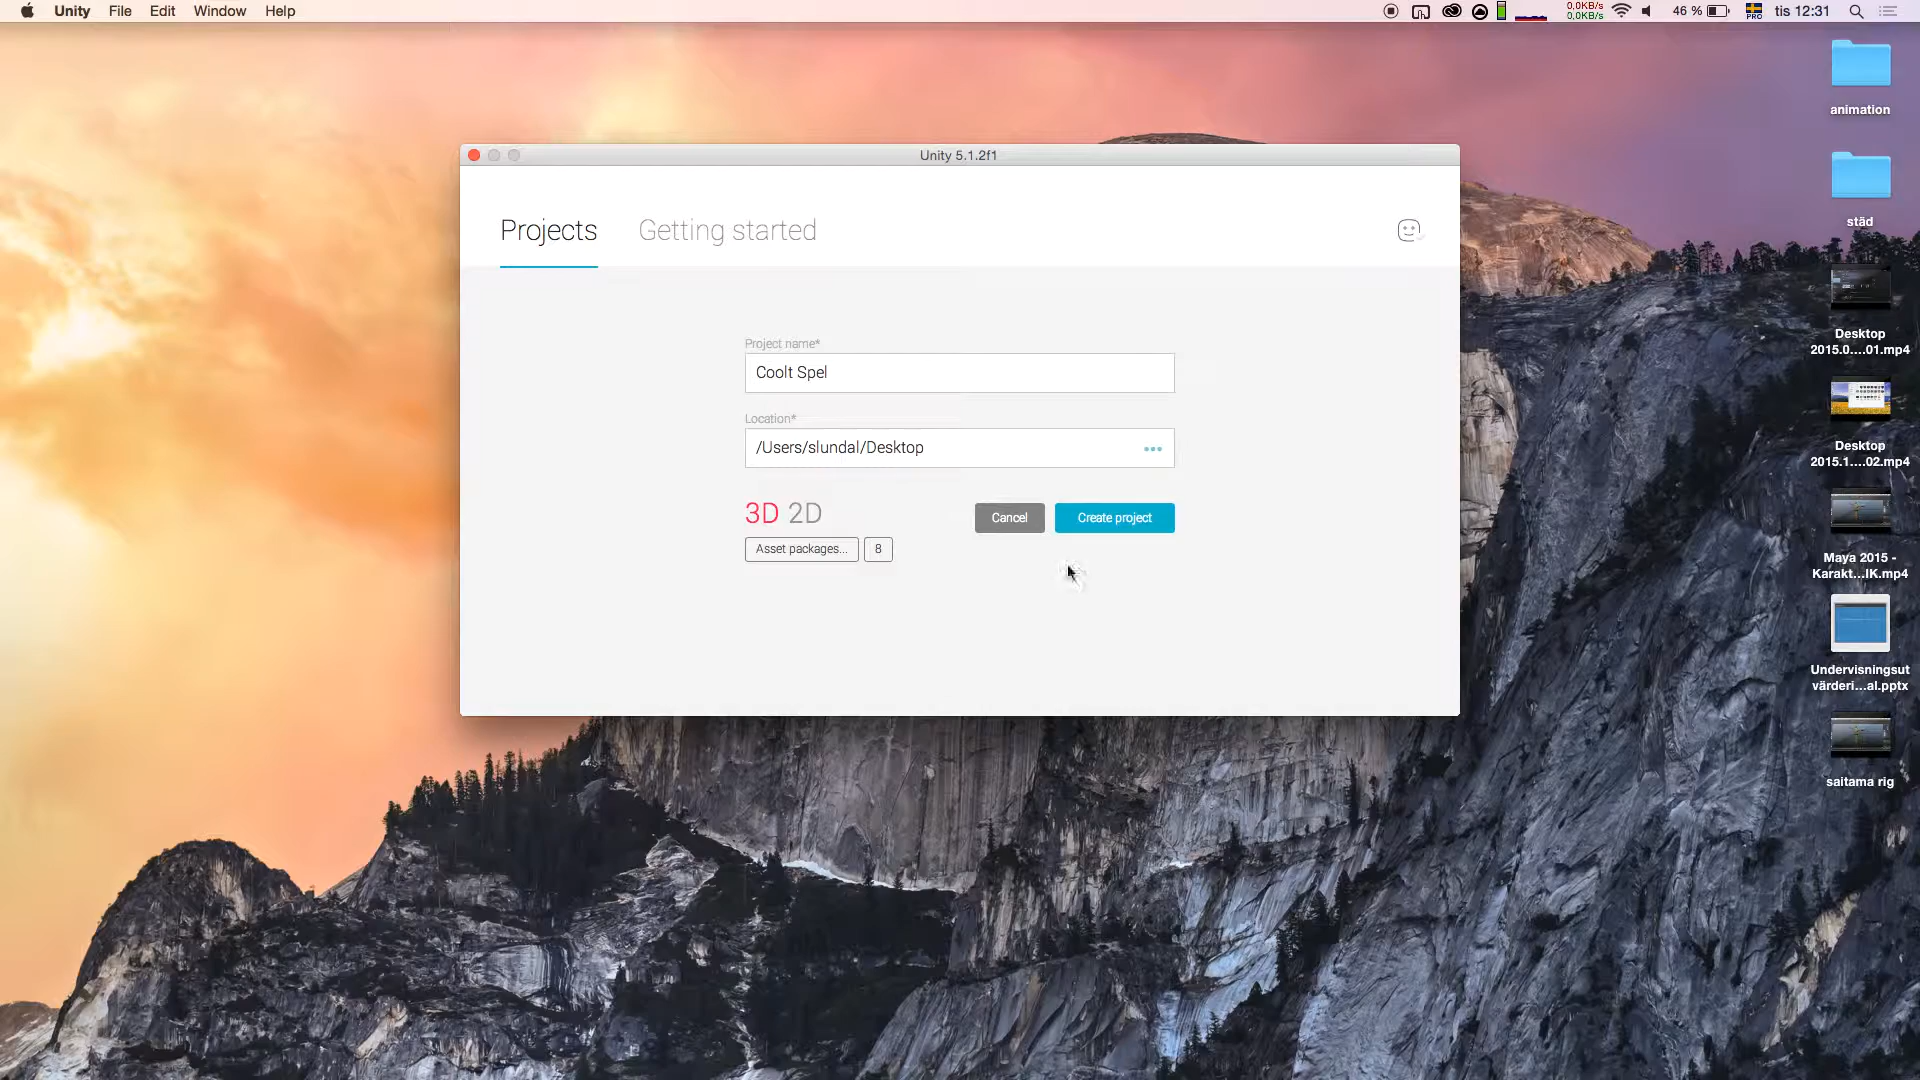 Unity File Edit Window Help
0,0KB/s
0,0KB/s
46 %
PRO
tis 12:31
animation
städ
Desktop
2015.0....01.mp4
Desktop
2015.1....02.mp4
Maya 2015 -
Karakt...IK.mp4
Undervisningsut
värderi...al.pptx
saitama rig
Unity 5.1.2f1
Projects Getting started
Project name*
Coolt Spel
Location*
/Users/slundal/Desktop
3D 2D
Cancel Create project
Asset packages... 8